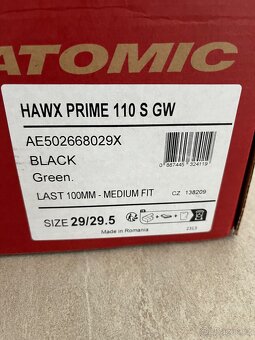 ATOMIC
HAWX PRIME 110 S GW
AE502668029X
BLACK
Green.
LAST 100MM - MEDIUM FIT
CZ 138209
SIZE 29/29.5
Made in Romania